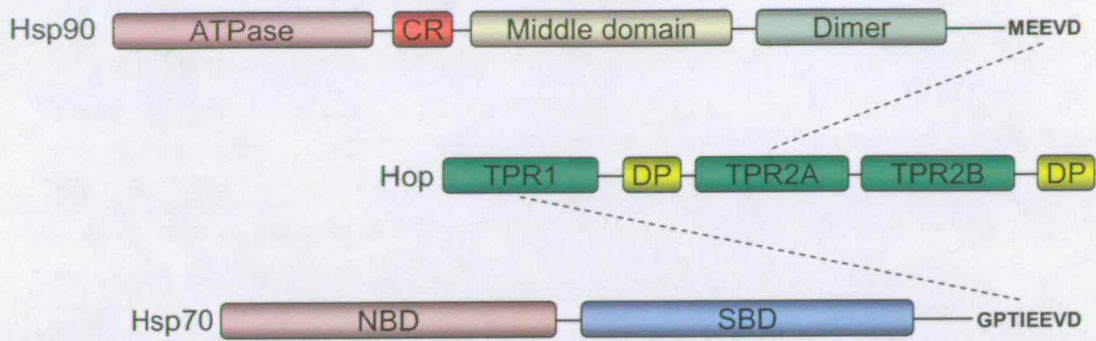 Hsp90 ATPase CR Middle domain Dimer MEEVD
Hop TPR1 DP TPR2A TPR2B DP
Hsp70 NBD SBD GPTIEEVD